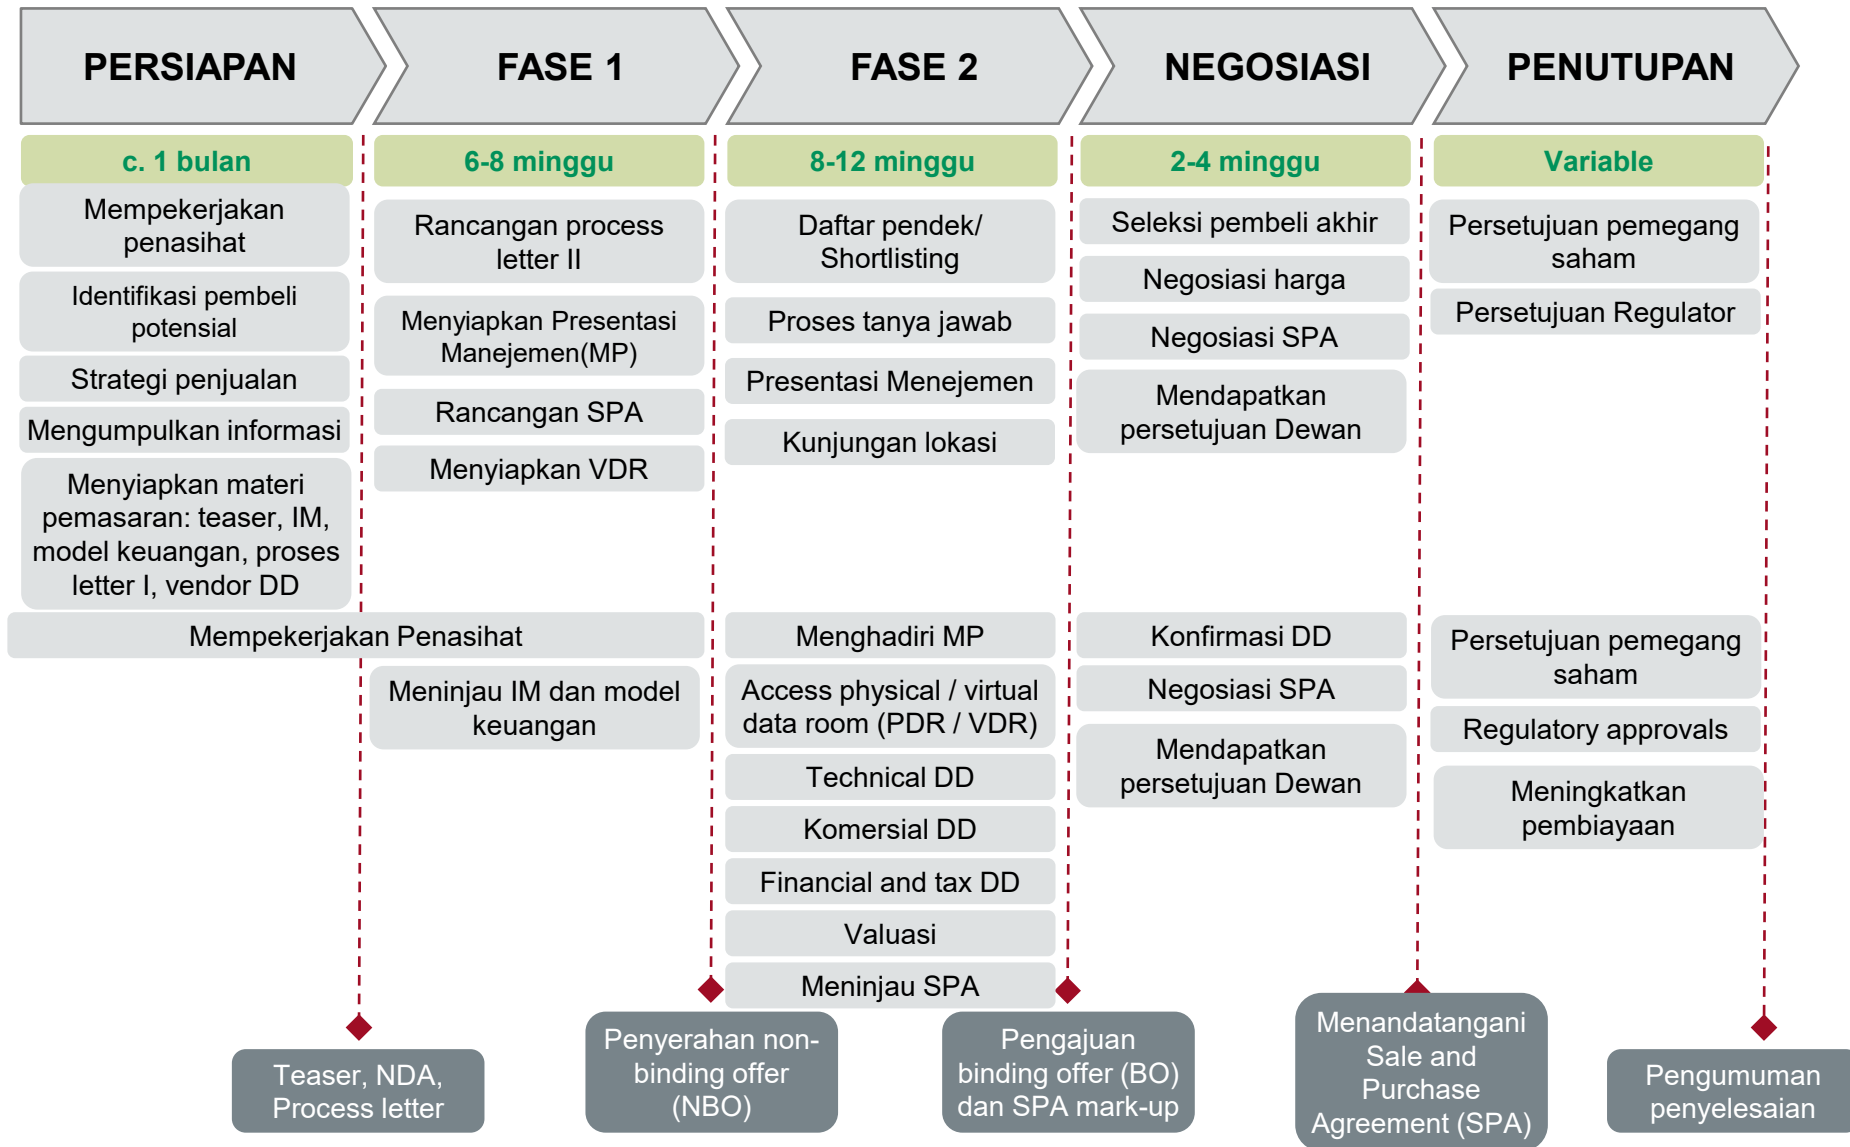 PERSIAPAN
FASE 1
FASE 2
NEGOSIASI
PENUTUPAN
c. 1 bulan
6-8 minggu
8-12 minggu
2-4 minggu
Variable
Mempekerjakan
penasihat
Identifikasi pembeli
potensial
Strategi penjualan
Mengumpulkan informasi
Menyiapkan materi
pemasaran: teaser, IM,
model keuangan, proses
letter I, vendor DD
Rancangan process
letter II
Menyiapkan Presentasi
Manejemen(MP)
Rancangan SPA
Menyiapkan VDR
Daftar pendek/
Shortlisting
Proses tanya jawab
Presentasi Menejemen
Kunjungan lokasi
Seleksi pembeli akhir
Negosiasi harga
Negosiasi SPA
Mendapatkan
persetujuan Dewan
Persetujuan pemegang
saham
Persetujuan Regulator
Mempekerjakan Penasihat
Meninjau IM dan model
keuangan
Menghadiri MP
Access physical / virtual
data room (PDR / VDR)
Technical DD
Komersial DD
Financial and tax DD
Valuasi
Meninjau SPA
Konfirmasi DD
Negosiasi SPA
Mendapatkan
persetujuan Dewan
Persetujuan pemegang
saham
Regulatory approvals
Meningkatkan
pembiayaan
Teaser, NDA,
Process letter
Penyerahan non-
binding offer
(NBO)
Pengajuan
binding offer (BO)
dan SPA mark-up
Menandatangani
Sale and
Purchase
Agreement (SPA)
Pengumuman
penyelesaian